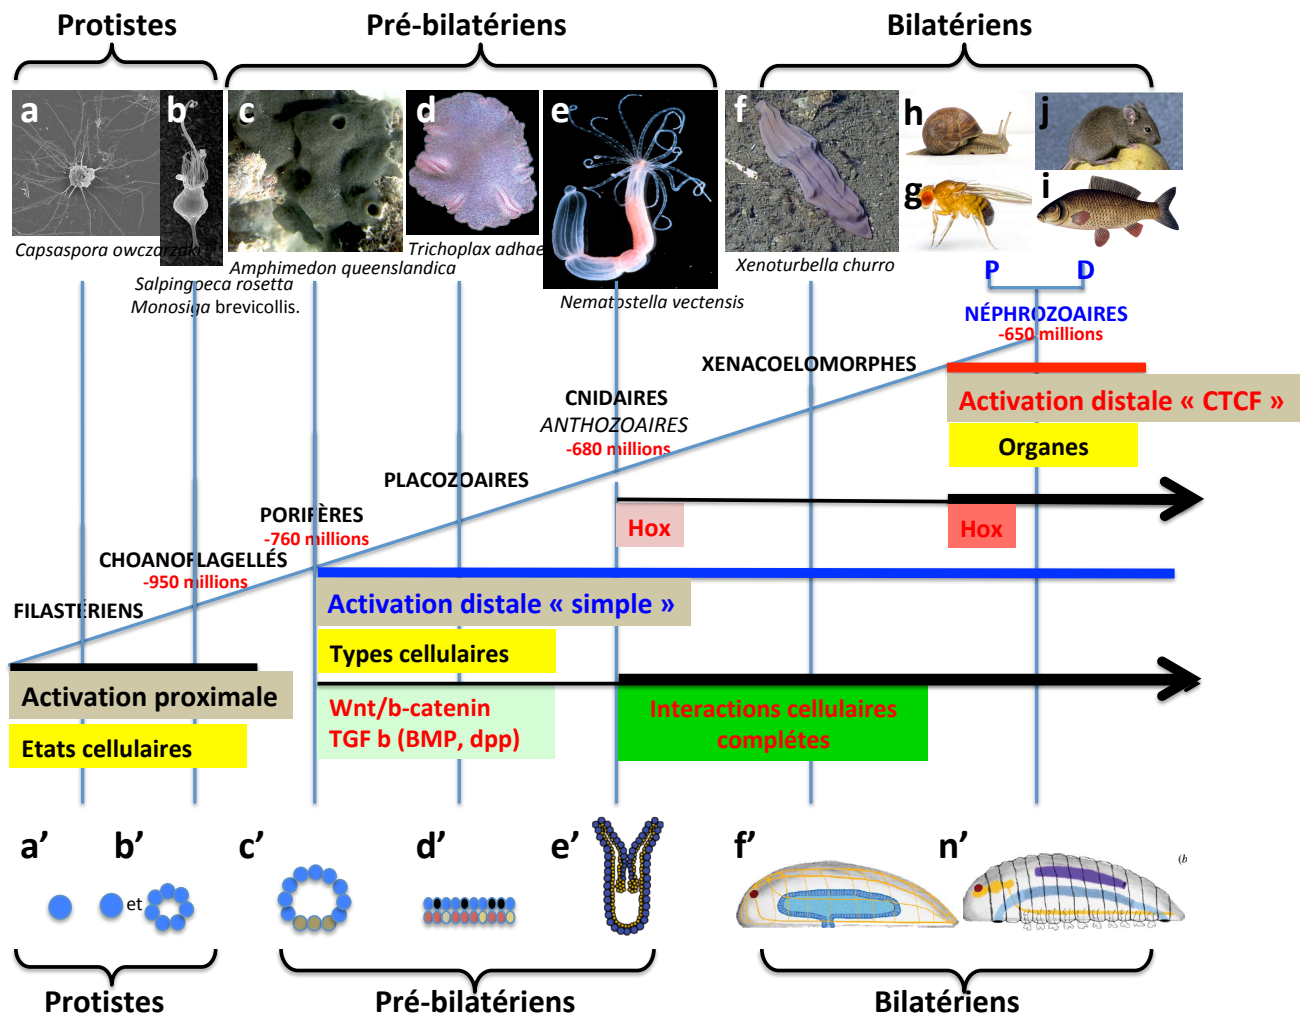 Protistes
Pré-bilatériens
Bilatériens
a
b
c
d
e
f
h
j
g
i
Capsaspora owczarzaki
Salpingoeca rosetta
Monosiga brevicollis.
Amphimedon queenslandica
Trichoplax adhae
Nematostella vectensis
Xenoturbella churro
P
D
NÉPHROZOAIRES
-650 millions
XENACOELOMORPHES
Activation distale « CTCF »
Organes
CNIDAIRES
ANTHOZOAIRES
-680 millions
PLACOZOAIRES
Hox
Hox
PORIFÈRES
-760 millions
CHOANOFLAGELLÉS
-950 millions
FILASTÉRIENS
Activation distale « simple »
Types cellulaires
Activation proximale
Etats cellulaires
Wnt/b-catenin
TGF b (BMP, dpp)
Interactions cellulaires
complétes
a’
b’
c’
d’
e’
f’
n’
(b
et
Protistes
Pré-bilatériens
Bilatériens